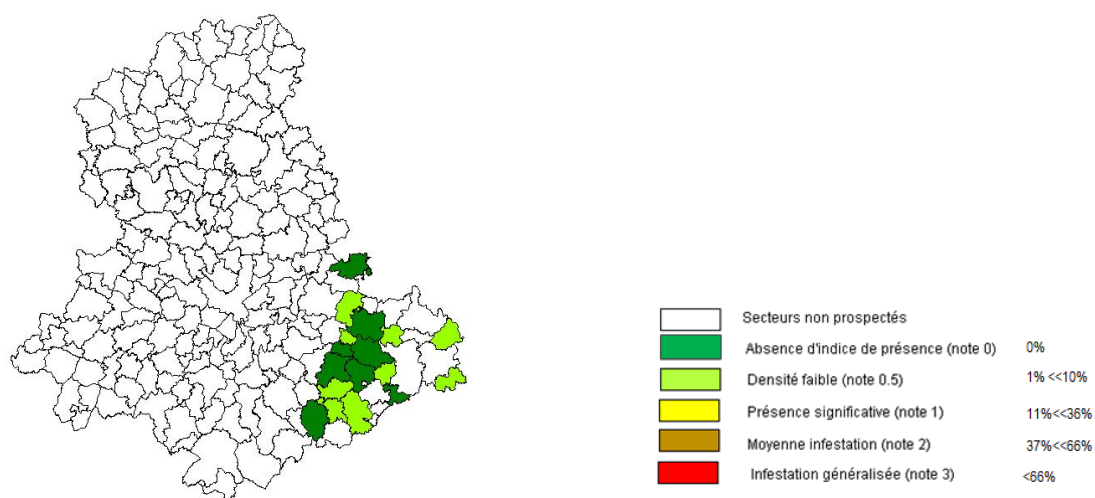 Secteurs non prospectés
Absence d'indice de présence (note 0) 0%
Densité faible (note 0.5) 1% <<10%
Présence significative (note 1) 11%<<36%
Moyenne infestation (note 2) 37%<<66%
Infestation généralisée (note 3) <66%